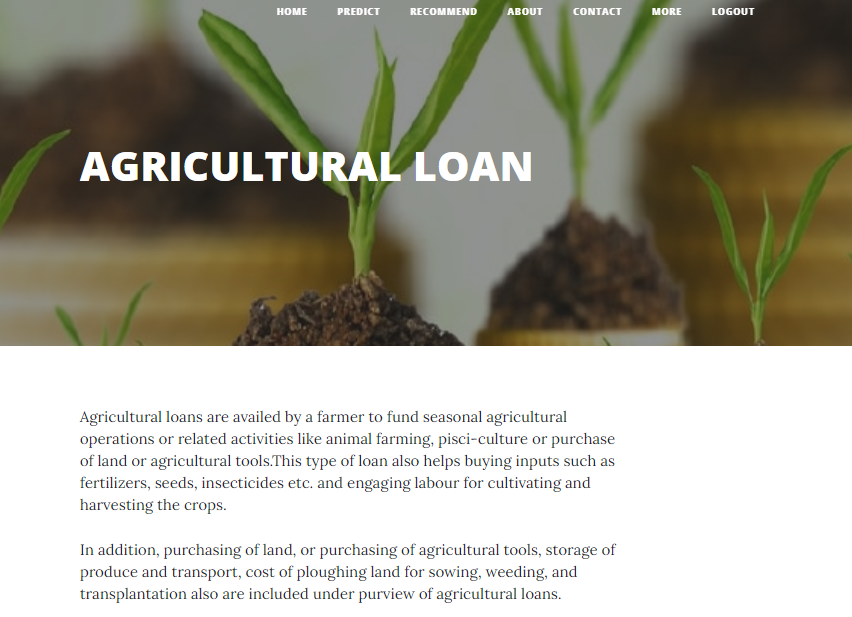 HOME PREDICT RECOMMEND ABOUT CONTACT MORE LOGOUT
AGRICULTURAL LOAN
Agricultural loans are availed by a farmer to fund seasonal agricultural
operations or related activities like animal farming, pisci-culture or purchase
of land or agricultural tools.This type of loan also helps buying inputs such as
fertilizers, seeds, insecticides etc. and engaging labour for cultivating and
harvesting the crops.
In addition, purchasing of land, or purchasing of agricultural tools, storage of
produce and transport, cost of ploughing land for sowing, weeding, and
transplantation also are included under purview of agricultural loans.